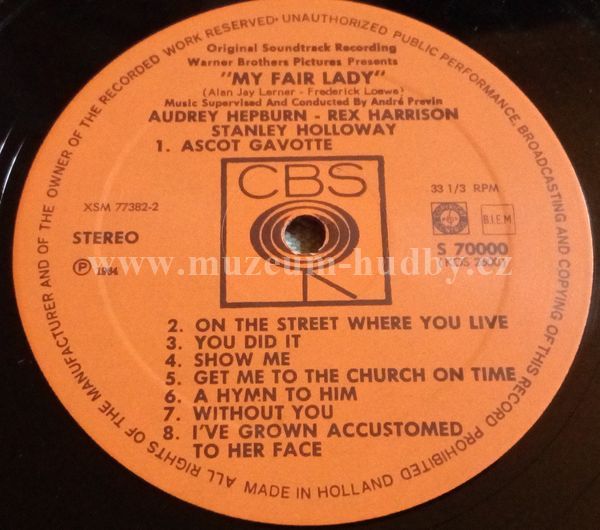 ALL RIGHTS OF THE MANUFACTURER AND OF THE OWNER OF THE RECORDED WORK RESERVED. UNAUTHORIZED PUBLIC PERFORMANCE, BROADCASTING AND COPYING OF THIS RECORD PROHIBITED
Original Soundtrack Recording
Warner Brothers Pictures Presents
"MY FAIR LADY"
(Alan Jay Lerner - Frederick Loewe)
Music Supervised And Conducted By André Previn
AUDREY HEPBURN - REX HARRISON
STANLEY HOLLOWAY
1. ASCOT GAVOTTE
CBS
XSM 77382-2
33 1/3 RPM
STEREO
B.I.E.M
S 70000
Ⓟ 1964
www.muzeum-hudby.cz
2. ON THE STREET WHERE YOU LIVE
3. YOU DID IT
4. SHOW ME
5. GET ME TO THE CHURCH ON TIME
6. A HYMN TO HIM
7. WITHOUT YOU
8. I'VE GROWN ACCUSTOMED
TO HER FACE
MADE IN HOLLAND